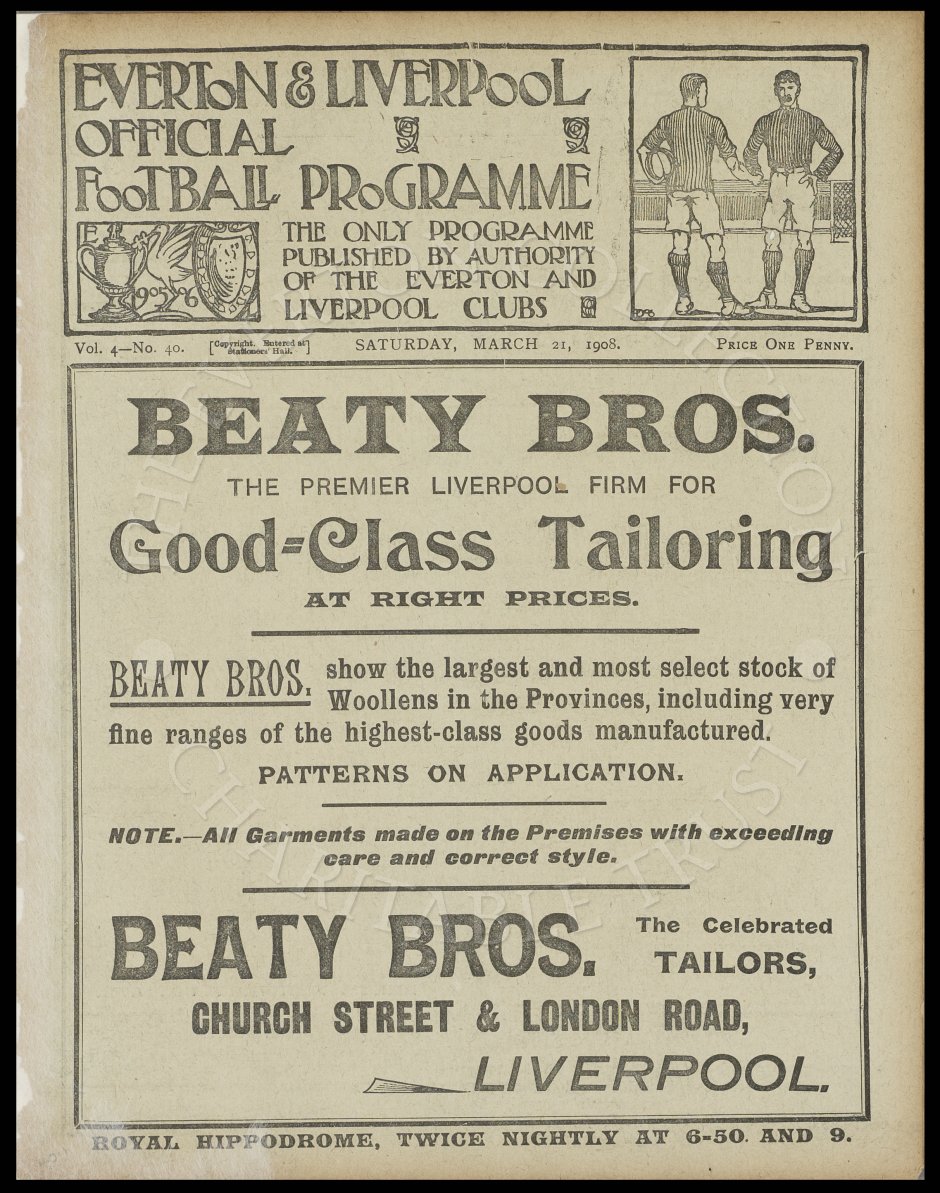 EVERTON & LIVERPOOL
OFFICIAL
FOOTBALL PROGRAMME
THE ONLY PROGRAMME
PUBLISHED BY AUTHORITY
OF THE EVERTON AND
LIVERPOOL CLUBS
1905 6
Vol. 4—No. 40. [Copyright. Entered at Stationers' Hall.] SATURDAY, MARCH 21, 1908. PRICE ONE PENNY.
BEATY BROS.
THE PREMIER LIVERPOOL FIRM FOR
Good-Class Tailoring
AT RIGHT PRICES.
BEATY BROS. show the largest and most select stock of
Woollens in the Provinces, including very
fine ranges of the highest-class goods manufactured.
PATTERNS ON APPLICATION.
NOTE.—All Garments made on the Premises with exceeding
care and correct style.
BEATY BROS. The Celebrated
TAILORS,
CHURCH STREET & LONDON ROAD,
LIVERPOOL.
ROYAL HIPPODROME, TWICE NIGHTLY AT 6-50. AND 9.
THE EVERTON COLLECTION
CHARITABLE TRUST